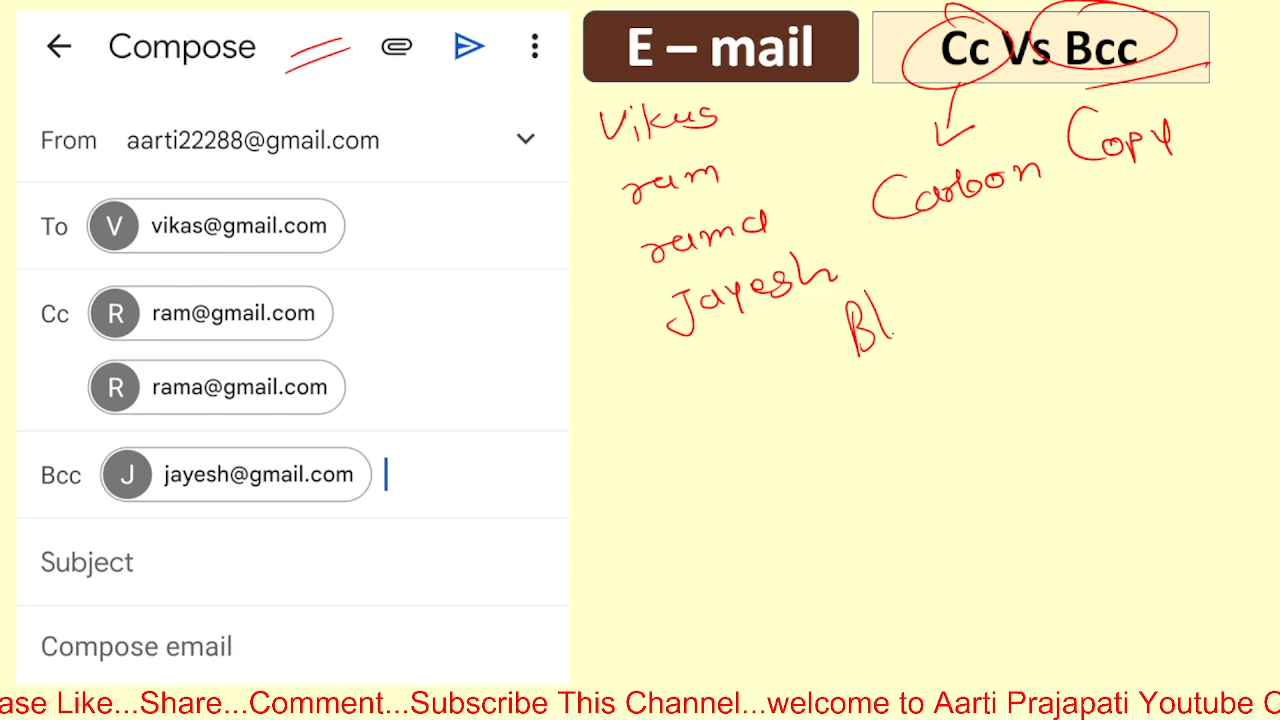 Compose
From aarti22288@gmail.com
To V vikas@gmail.com
Cc R ram@gmail.com
R rama@gmail.com
Bcc J jayesh@gmail.com
Subject
Compose email
E – mail
Cc Vs Bcc
Vikas
ram
rama
Jayesh
Carbon Copy
Bl
ase Like...Share...Comment...Subscribe This Channel...welcome to Aarti Prajapati Youtube C